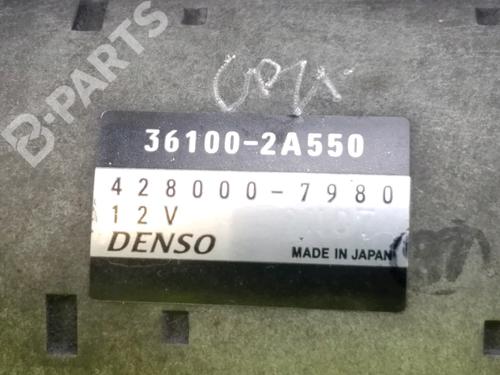 B-PARTS
36100-2A550
428000-7980
12V
DENSO
MADE IN JAPAN